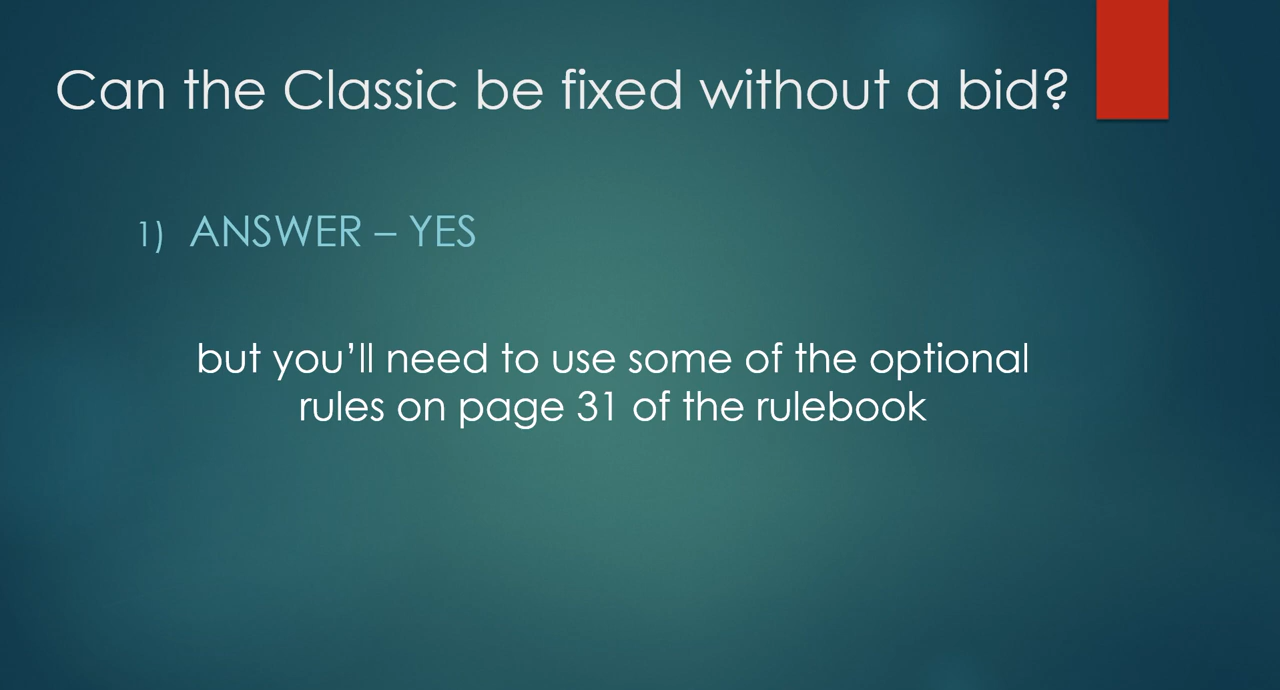 Can the Classic be fixed without a bid?
1) ANSWER – YES
but you’ll need to use some of the optional
rules on page 31 of the rulebook